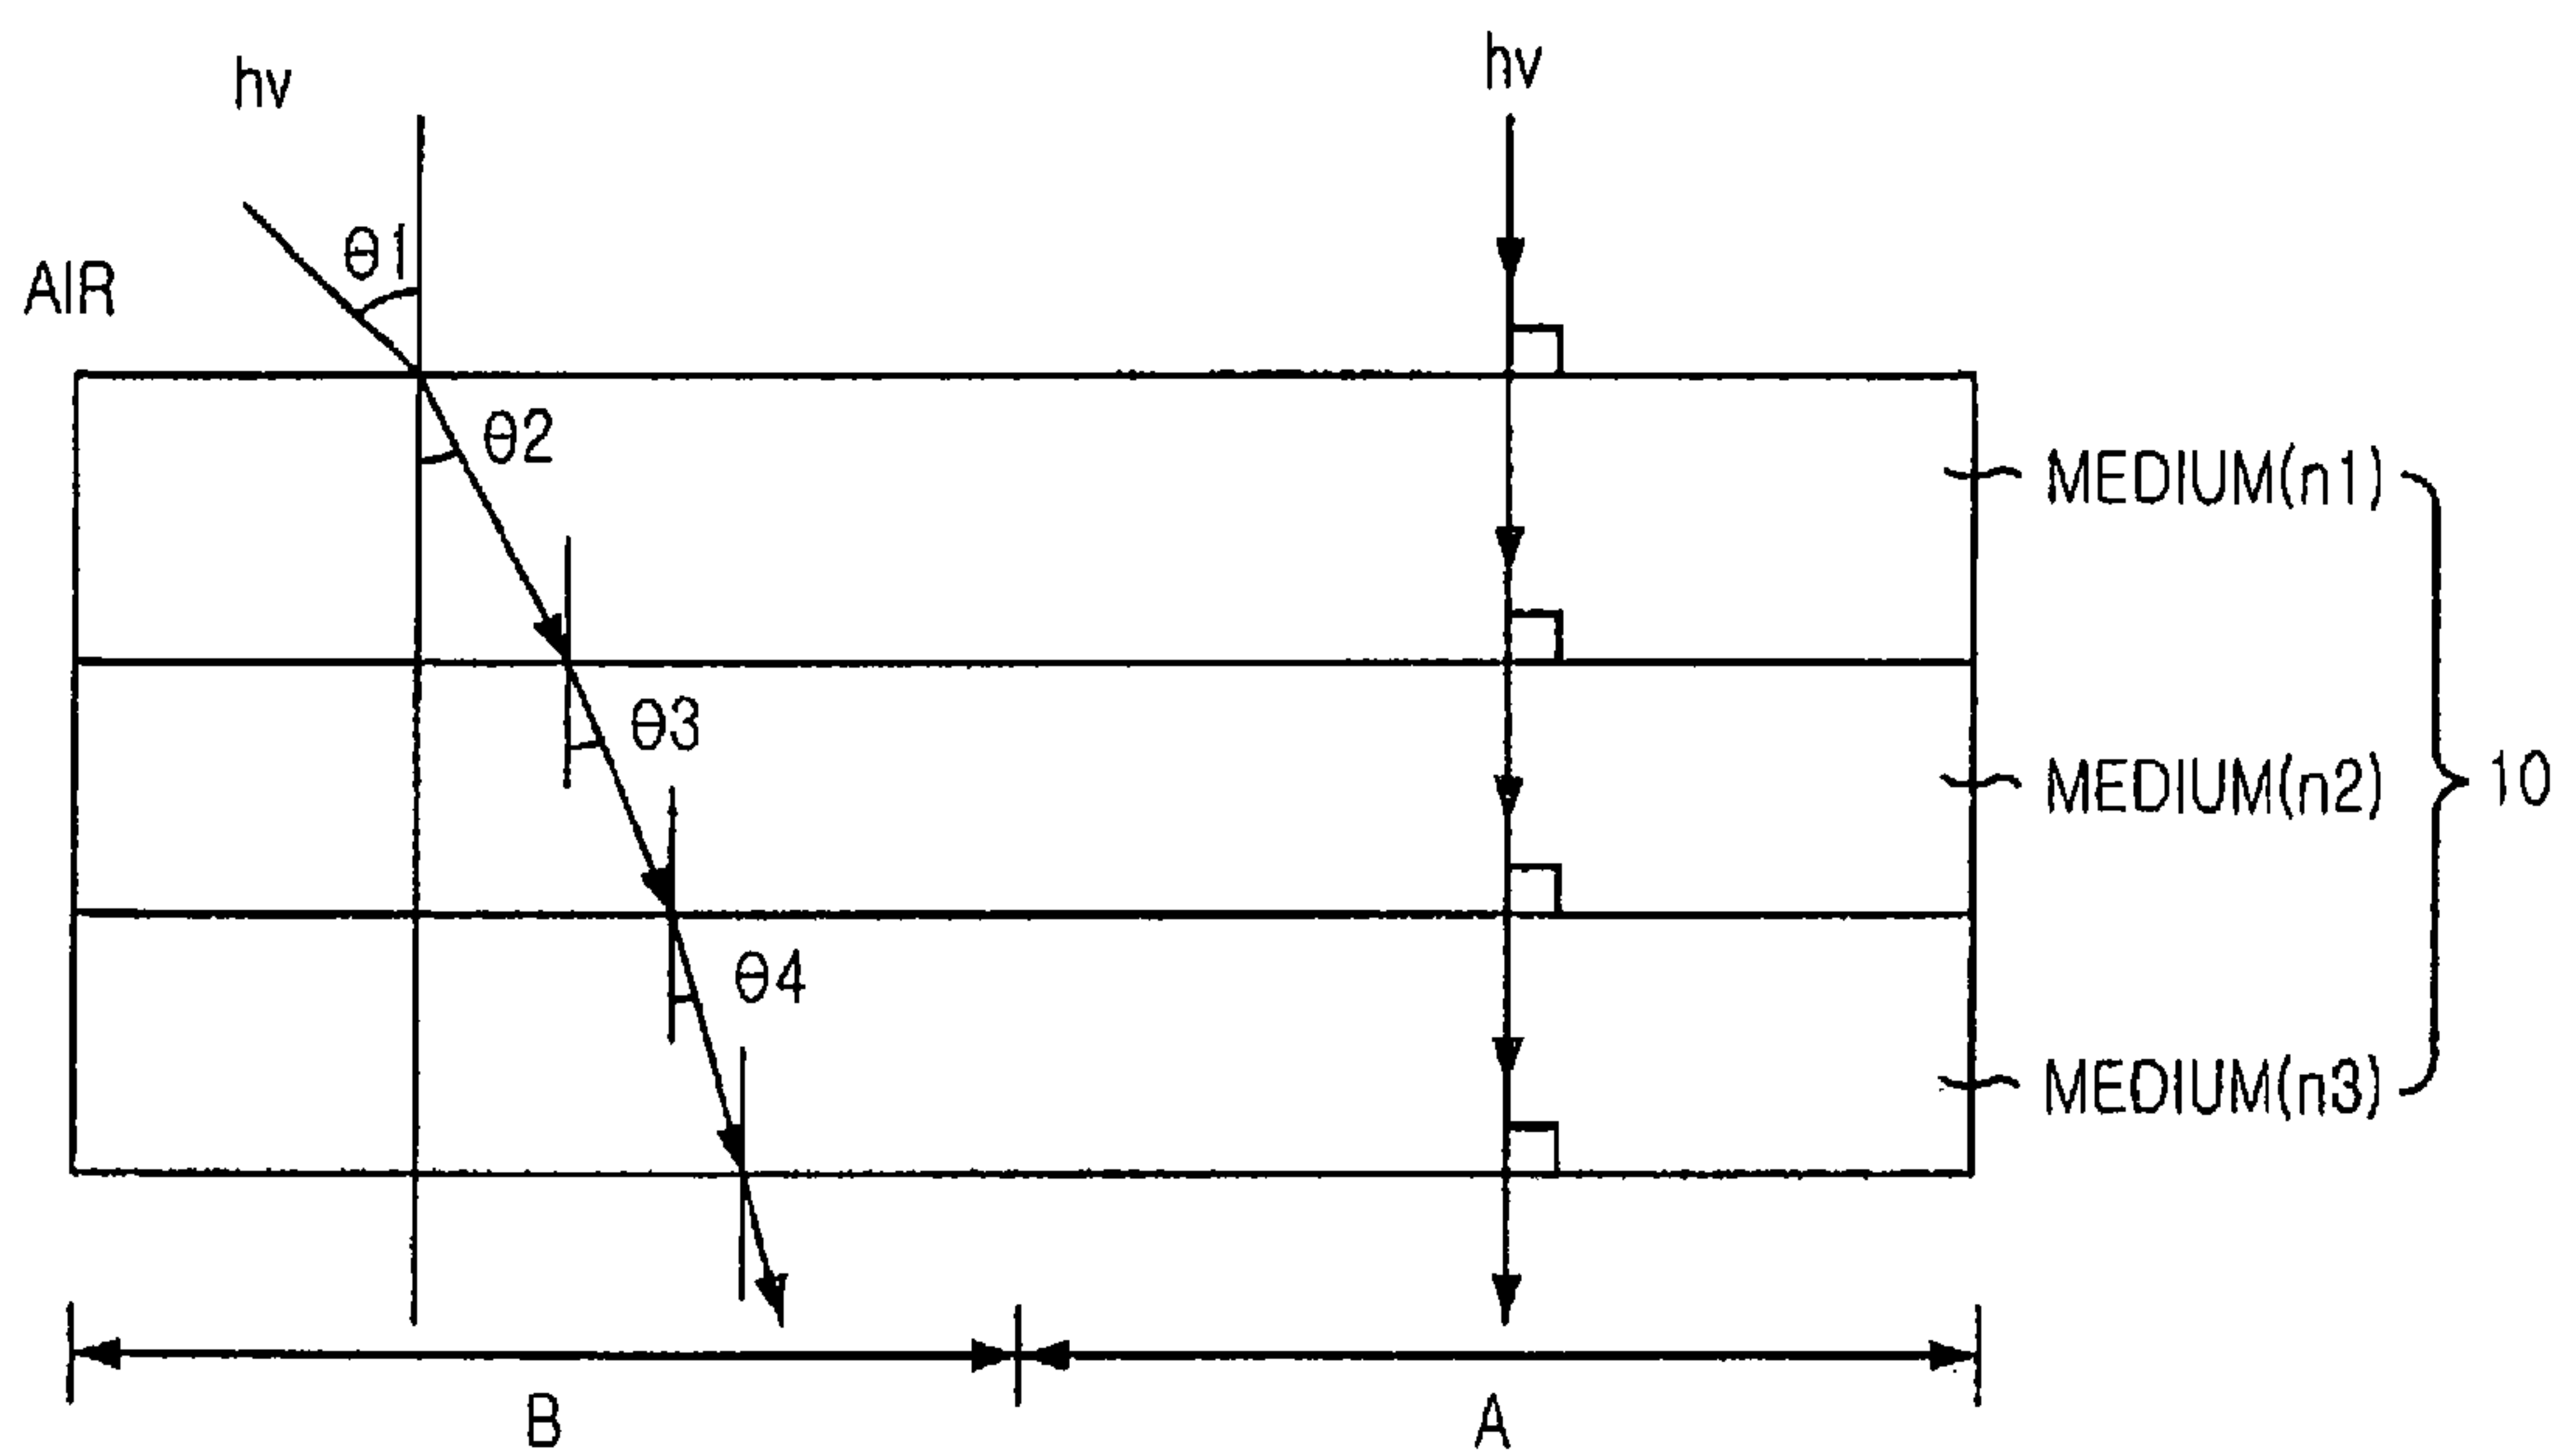 hv
hv
θ1
AIR
θ2
MEDIUM(n1)
θ3
MEDIUM(n2)
10
θ4
MEDIUM(n3)
B
A